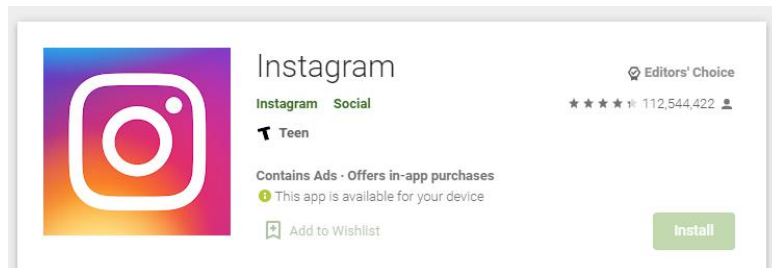 Instagram
Editors' Choice
Instagram Social
112,544,422
T Teen
Contains Ads · Offers in-app purchases
This app is available for your device
Add to Wishlist
Install